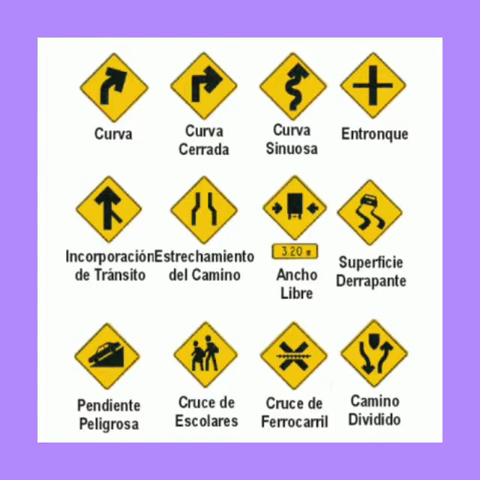 Curva
Curva
Cerrada
Curva
Sinuosa
Entronque
Incorporación
de Tránsito
Estrechamiento
del Camino
3.20 m
Ancho
Libre
Superficie
Derrapante
Pendiente
Peligrosa
Cruce de
Escolares
Cruce de
Ferrocarril
Camino
Dividido